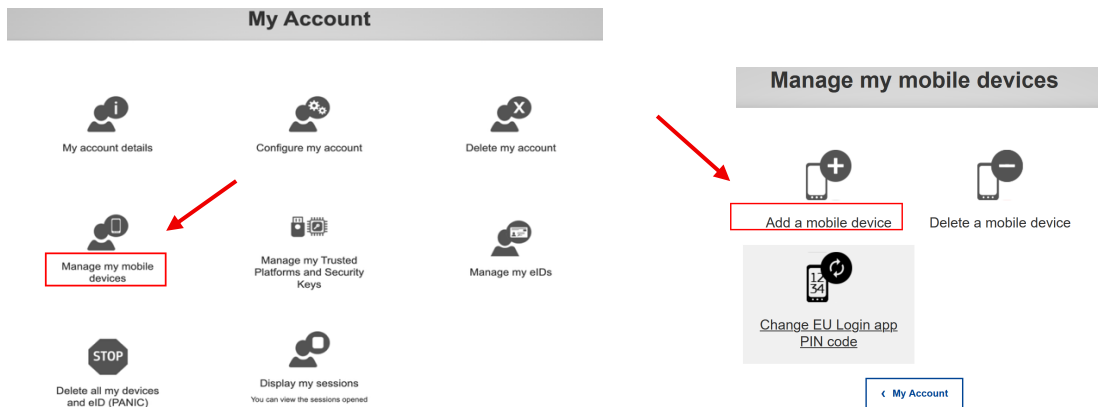 My Account
My account details
Configure my account
Delete my account
Manage my mobile
devices
Manage my Trusted
Platforms and Security
Keys
Manage my eIDs
STOP
Delete all my devices
and eID (PANIC)
Display my sessions
You can view the sessions opened
Manage my mobile devices
Add a mobile device
Delete a mobile device
12
34
Change EU Login app
PIN code
‹ My Account